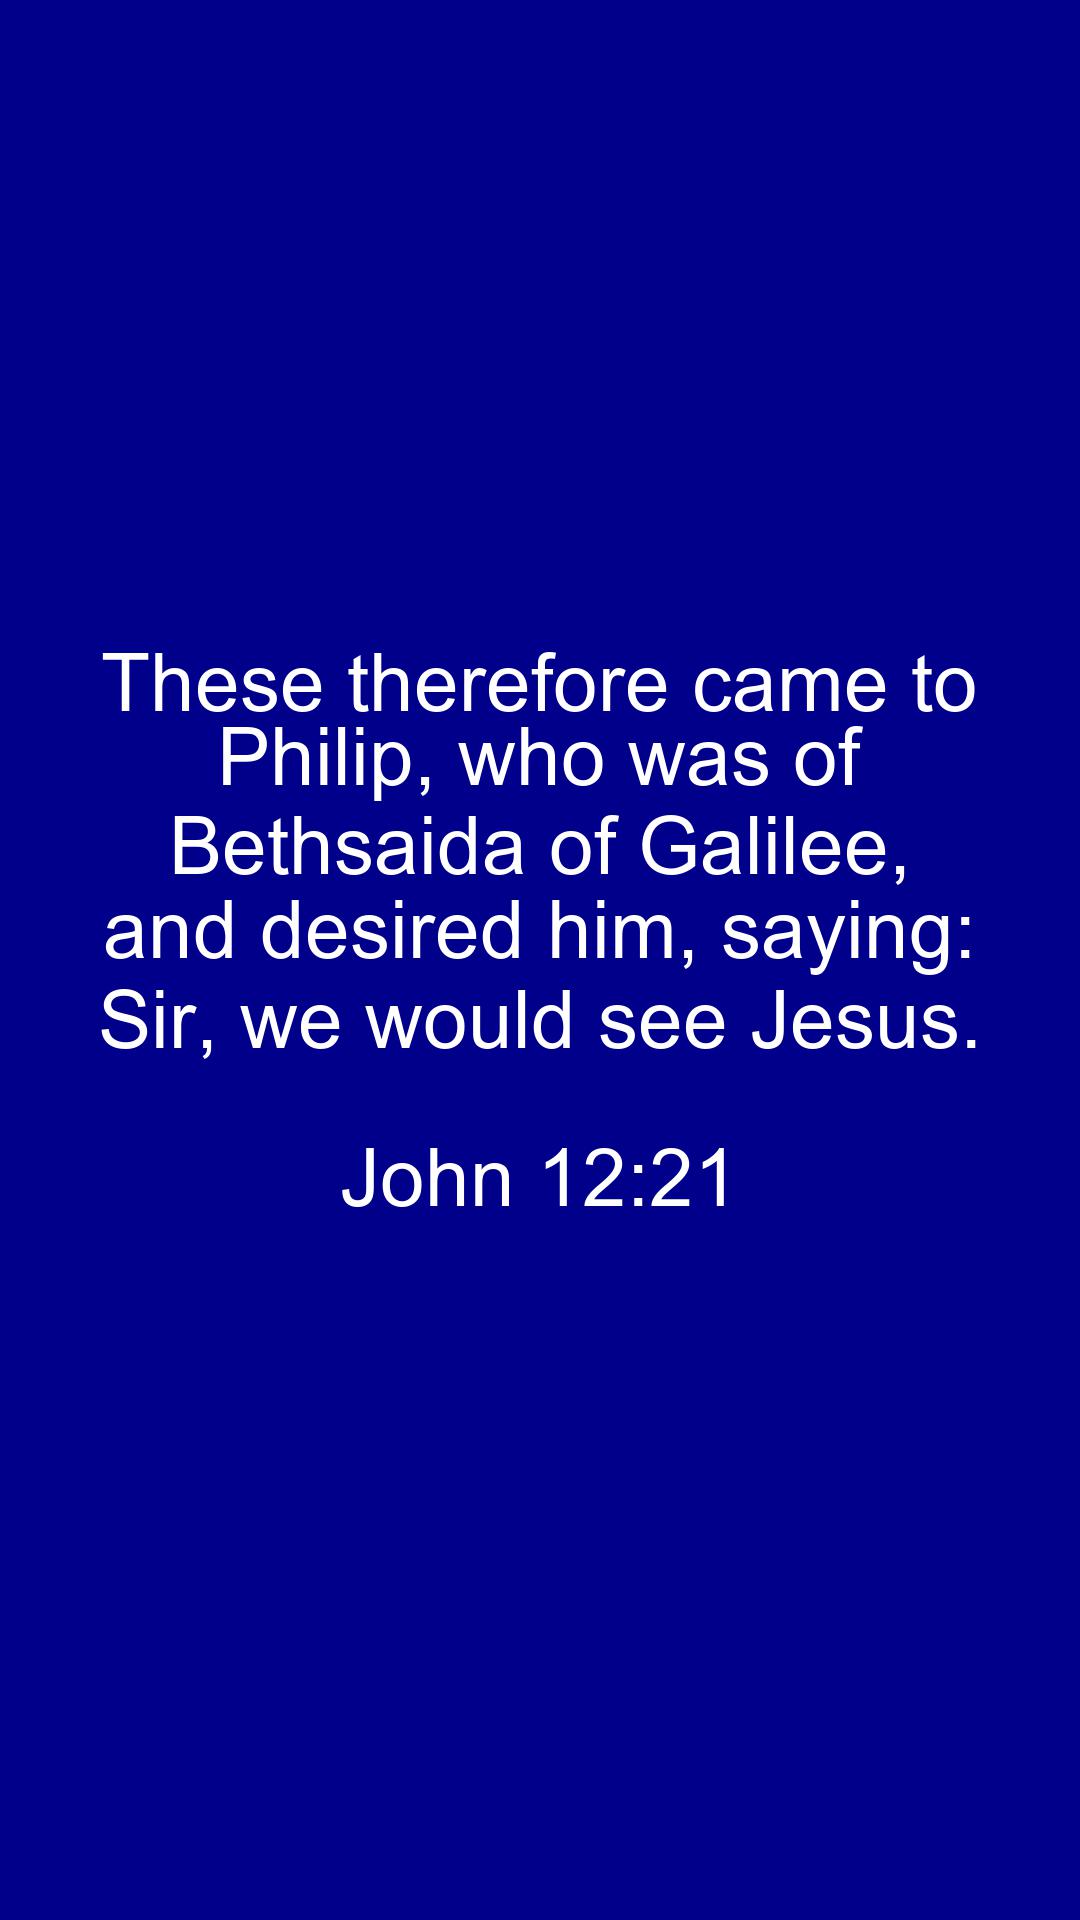 These therefore came to
Philip, who was of
Bethsaida of Galilee,
and desired him, saying:
Sir, we would see Jesus.
John 12:21